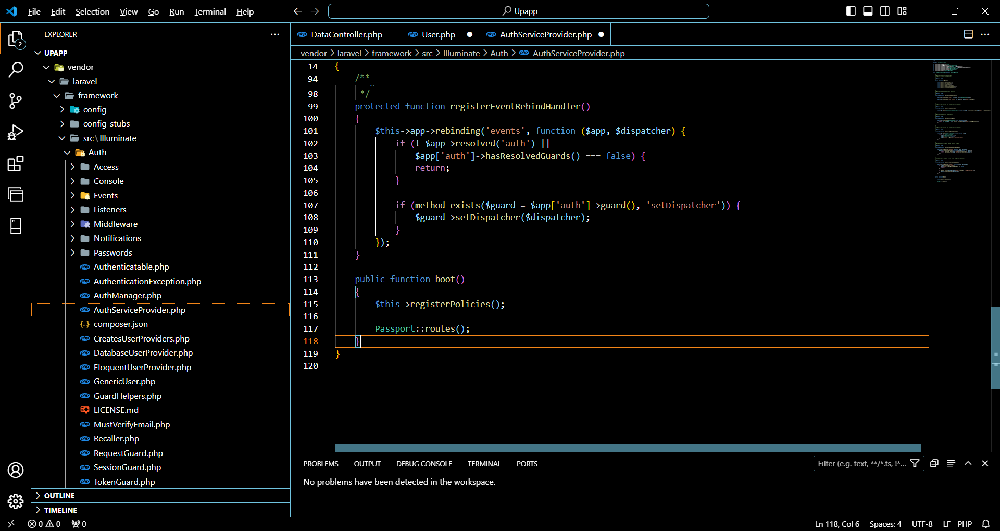 File Edit Selection View Go Run Terminal Help
Upapp
EXPLORER
UPAPP
vendor
laravel
framework
config
config-stubs
src\Illuminate
Auth
Access
Console
Events
Listeners
Middleware
Notifications
Passwords
Authenticatable.php
AuthenticationException.php
AuthManager.php
AuthServiceProvider.php
composer.json
CreatesUserProviders.php
DatabaseUserProvider.php
EloquentUserProvider.php
GenericUser.php
GuardHelpers.php
LICENSE.md
MustVerifyEmail.php
Recaller.php
RequestGuard.php
SessionGuard.php
TokenGuard.php
OUTLINE
TIMELINE
2
DataController.php User.php AuthServiceProvider.php
vendor > laravel > framework > src > Illuminate > Auth > AuthServiceProvider.php
14 {
94 /**
98 */
99 protected function registerEventRebindHandler()
100 {
101 $this->app->rebinding('events', function ($app, $dispatcher) {
102 if (! $app->resolved('auth') ||
103 $app['auth']->hasResolvedGuards() === false) {
104 return;
105 }
106
107 if (method_exists($guard = $app['auth']->guard(), 'setDispatcher')) {
108 $guard->setDispatcher($dispatcher);
109 }
110 });
111 }
112
113 public function boot()
114 {
115 $this->registerPolicies();
116
117 Passport::routes();
118 }
119 }
120
PROBLEMS OUTPUT DEBUG CONSOLE TERMINAL PORTS
Filter (e.g. text, **/*.ts, !*...
No problems have been detected in the workspace.
0 0 0
Ln 118, Col 6 Spaces: 4 UTF-8 LF PHP